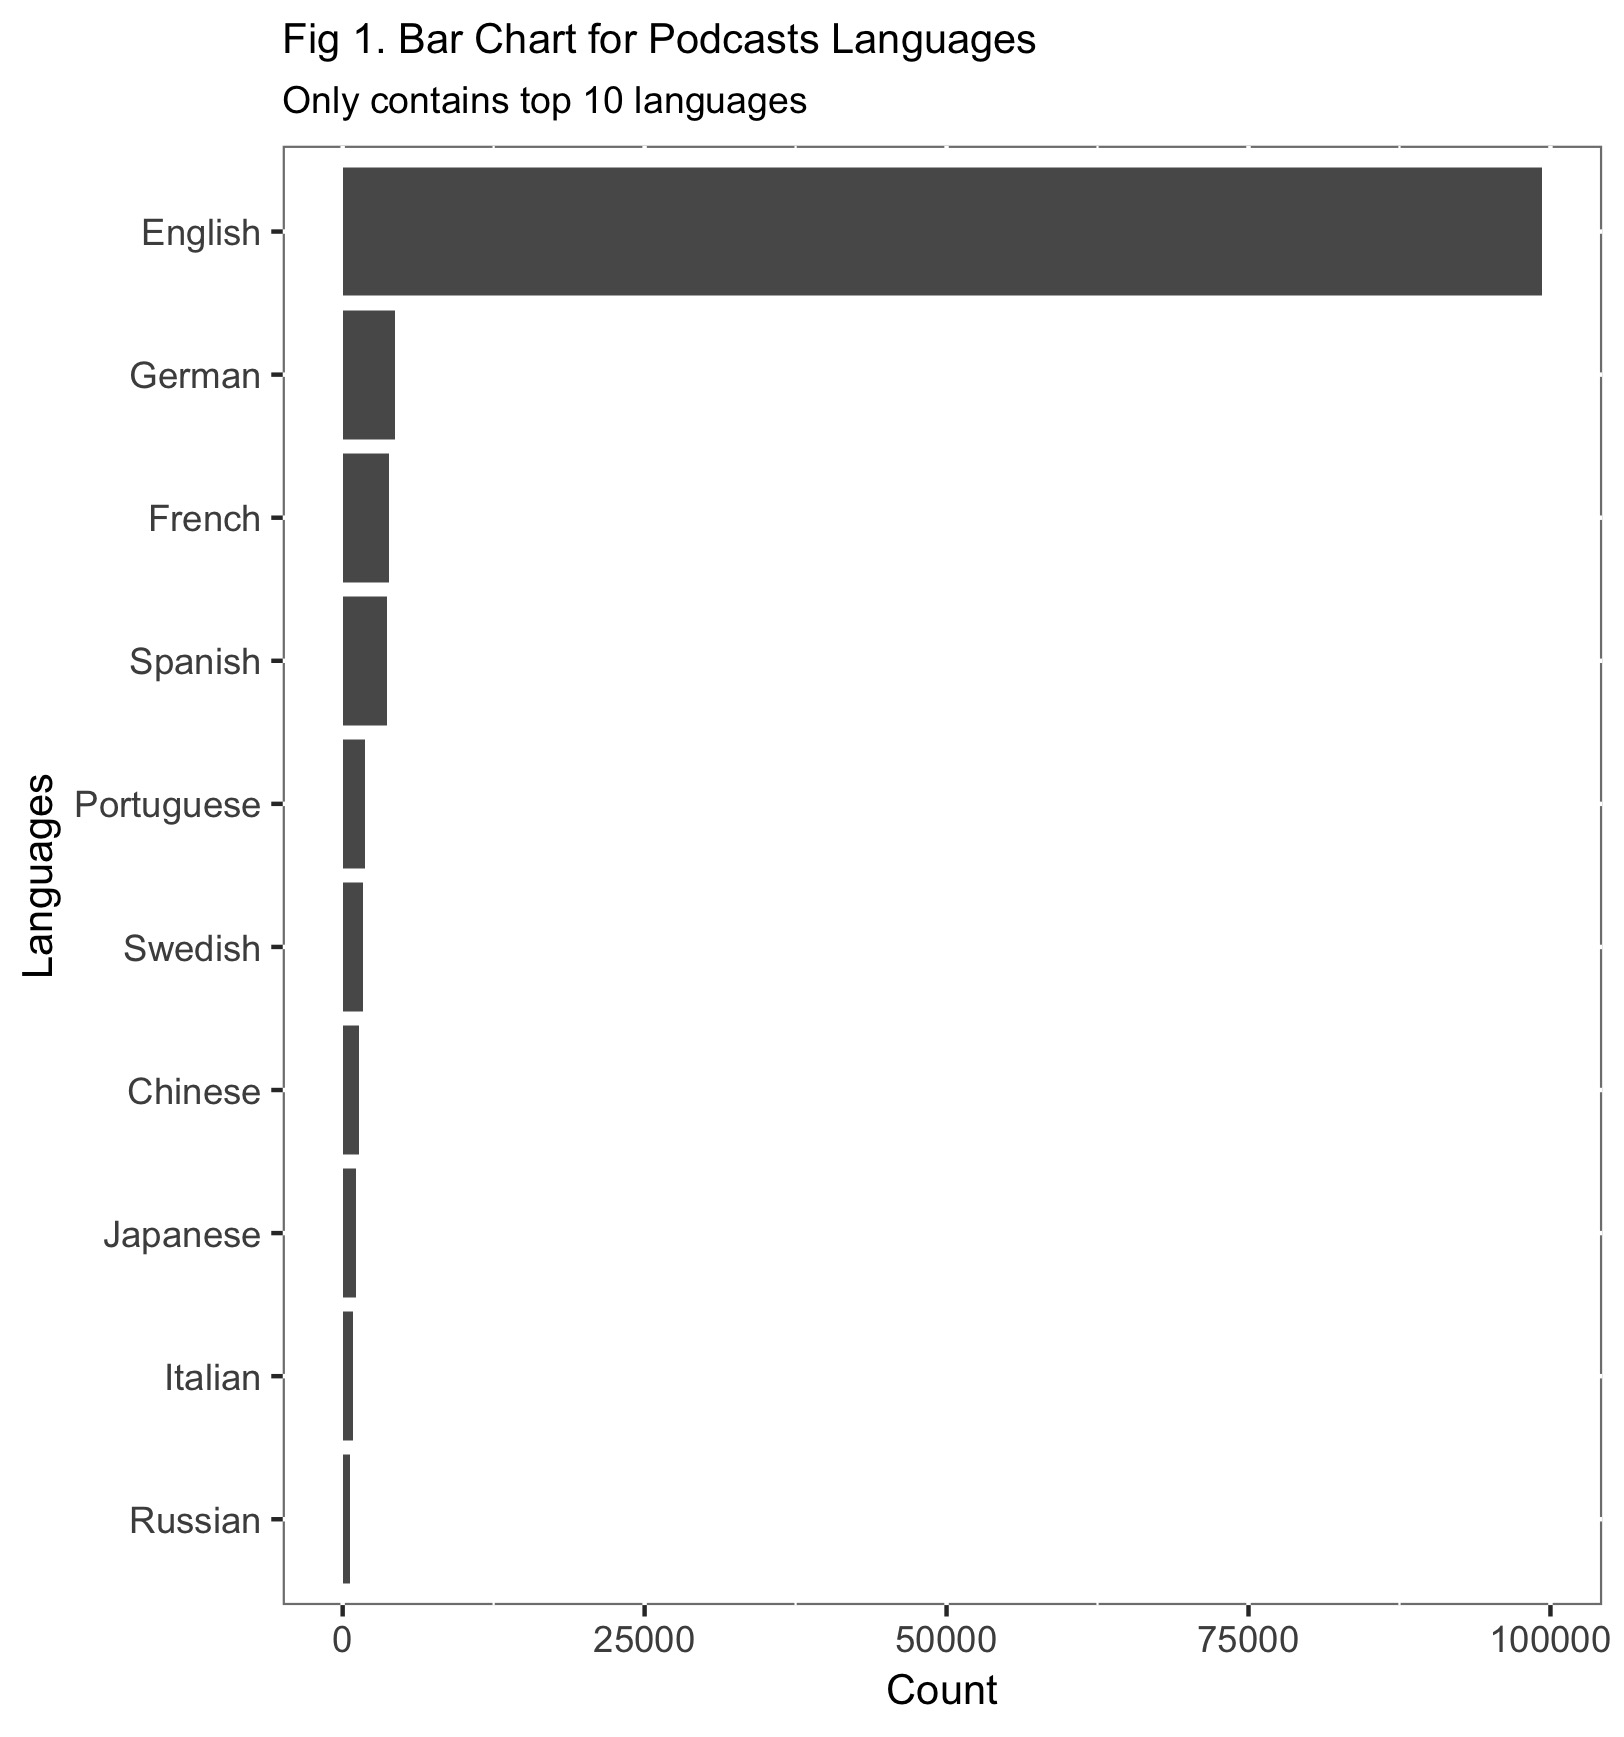 Fig 1. Bar Chart for Podcasts Languages
Only contains top 10 languages
Languages
English
German
French
Spanish
Portuguese
Swedish
Chinese
Japanese
Italian
Russian
0 25000 50000 75000 100000
Count